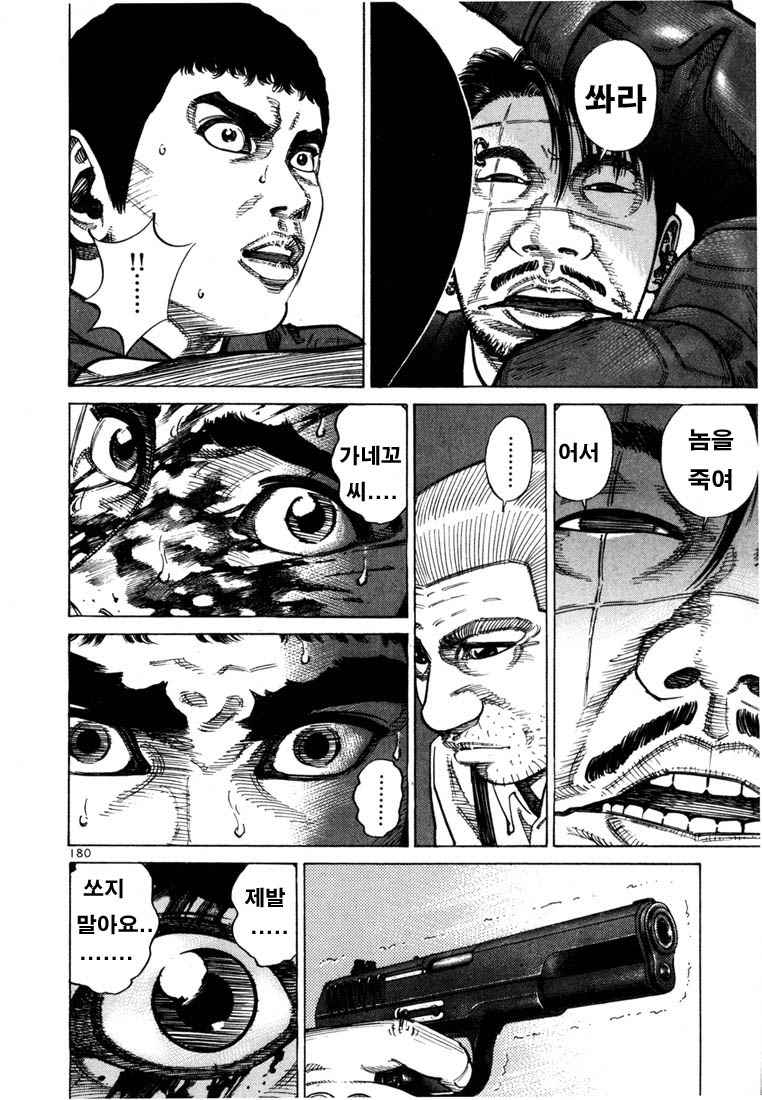 쏴라
!!……
놈을
죽여
어서
……
가네꼬
씨....
……
180
제발
.....
쏘지
말아요..
.......